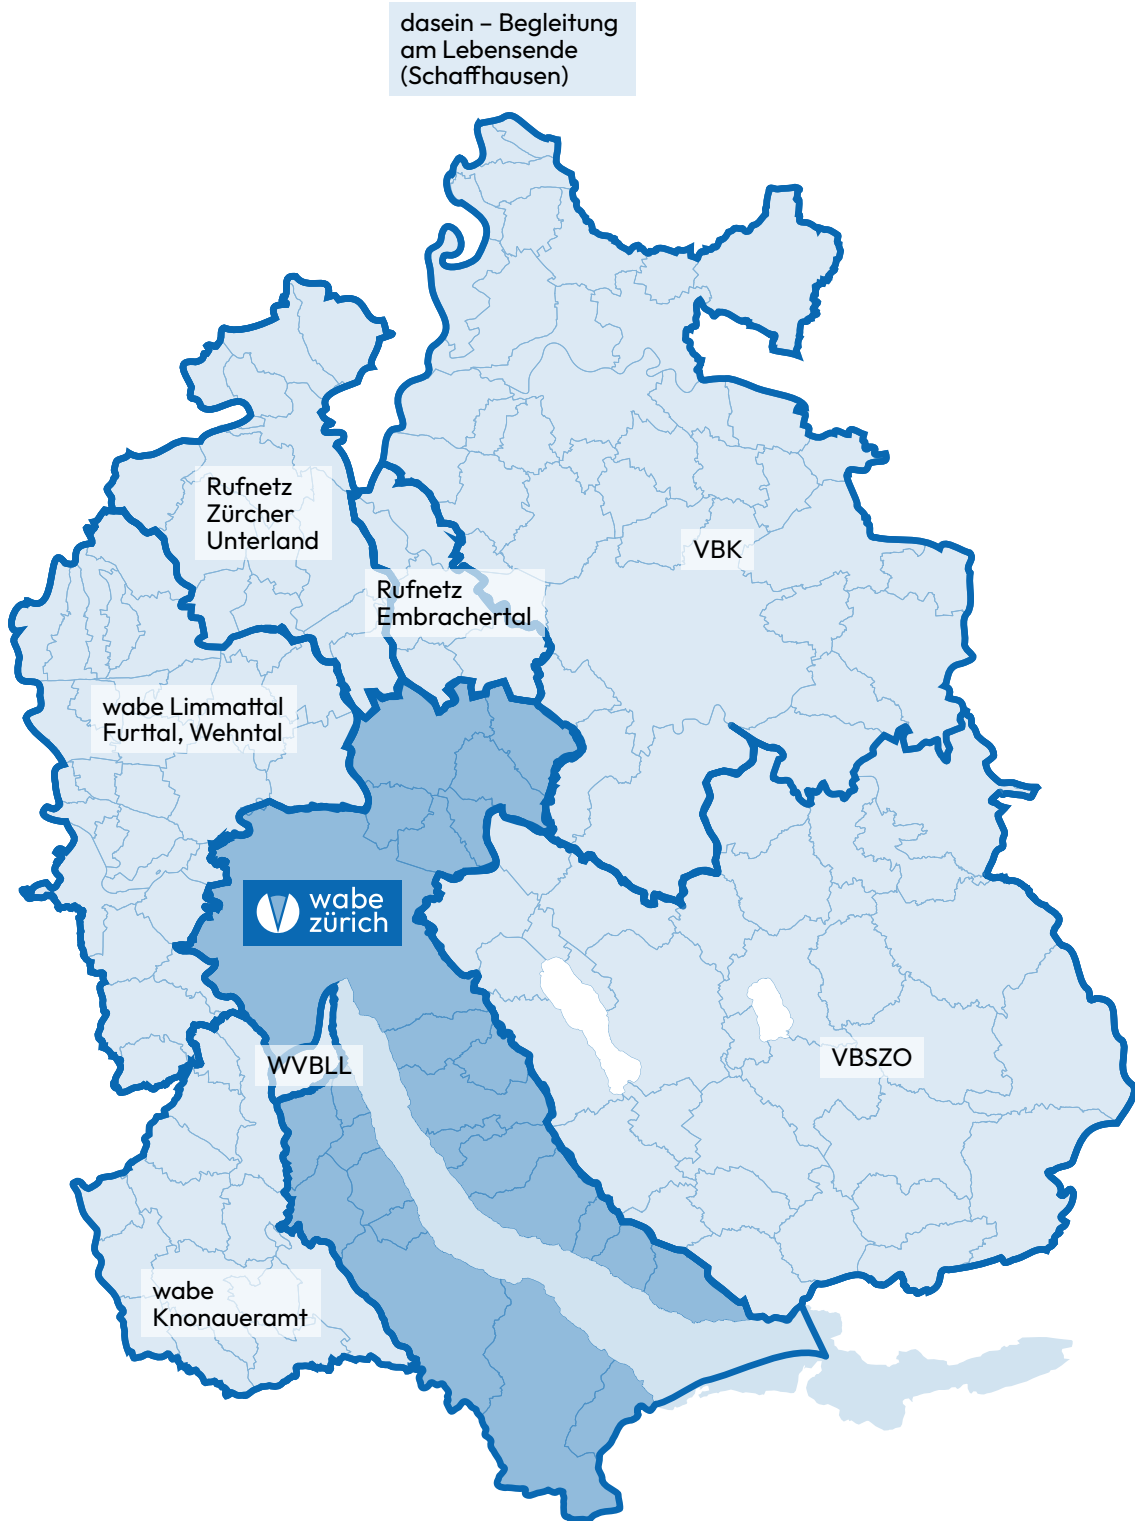 dasein – Begleitung
am Lebensende
(Schaffhausen)
Rufnetz
Zürcher
Unterland
VBK
Rufnetz
Embrachertal
wabe Limmattal
Furttal, Wehntal
wabe
zürich
WVBLL
VBSZO
wabe
Knonaueramt